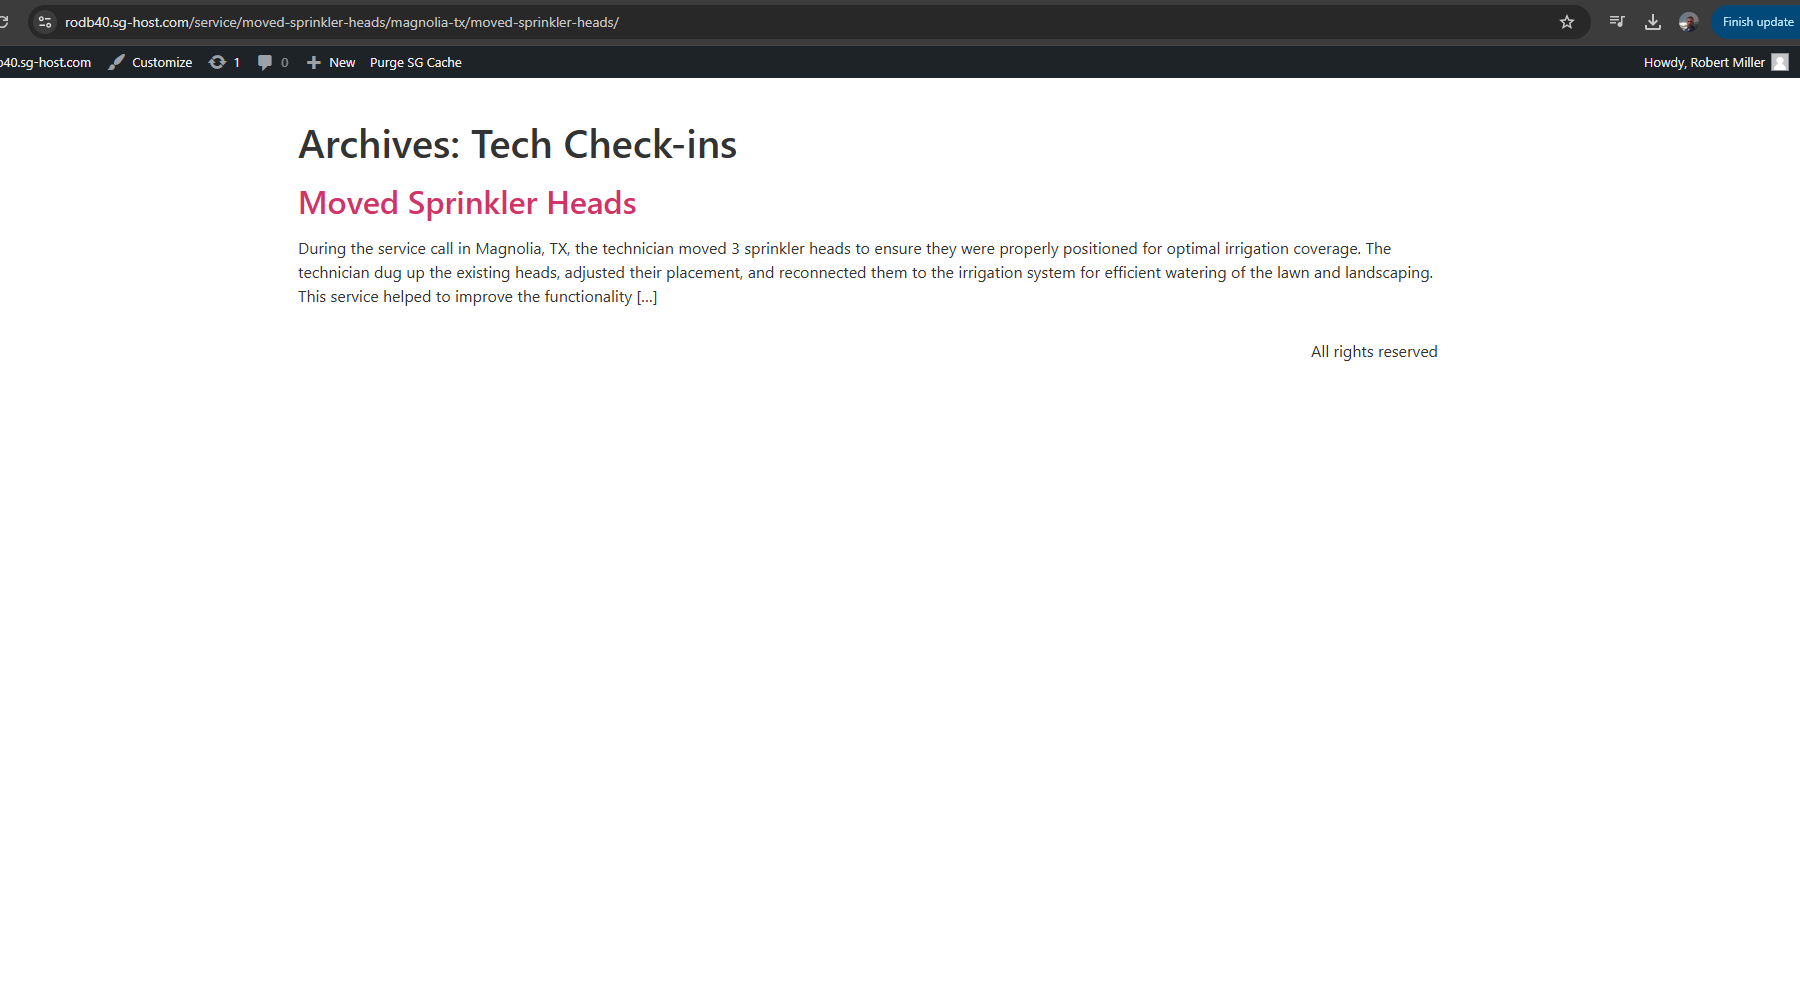 rodb40.sg-host.com/service/moved-sprinkler-heads/magnolia-tx/moved-sprinkler-heads/
Finish update
b40.sg-host.com Customize 1 0 New Purge SG Cache
Howdy, Robert Miller
Archives: Tech Check-ins
Moved Sprinkler Heads
During the service call in Magnolia, TX, the technician moved 3 sprinkler heads to ensure they were properly positioned for optimal irrigation coverage. The
technician dug up the existing heads, adjusted their placement, and reconnected them to the irrigation system for efficient watering of the lawn and landscaping.
This service helped to improve the functionality […]
All rights reserved